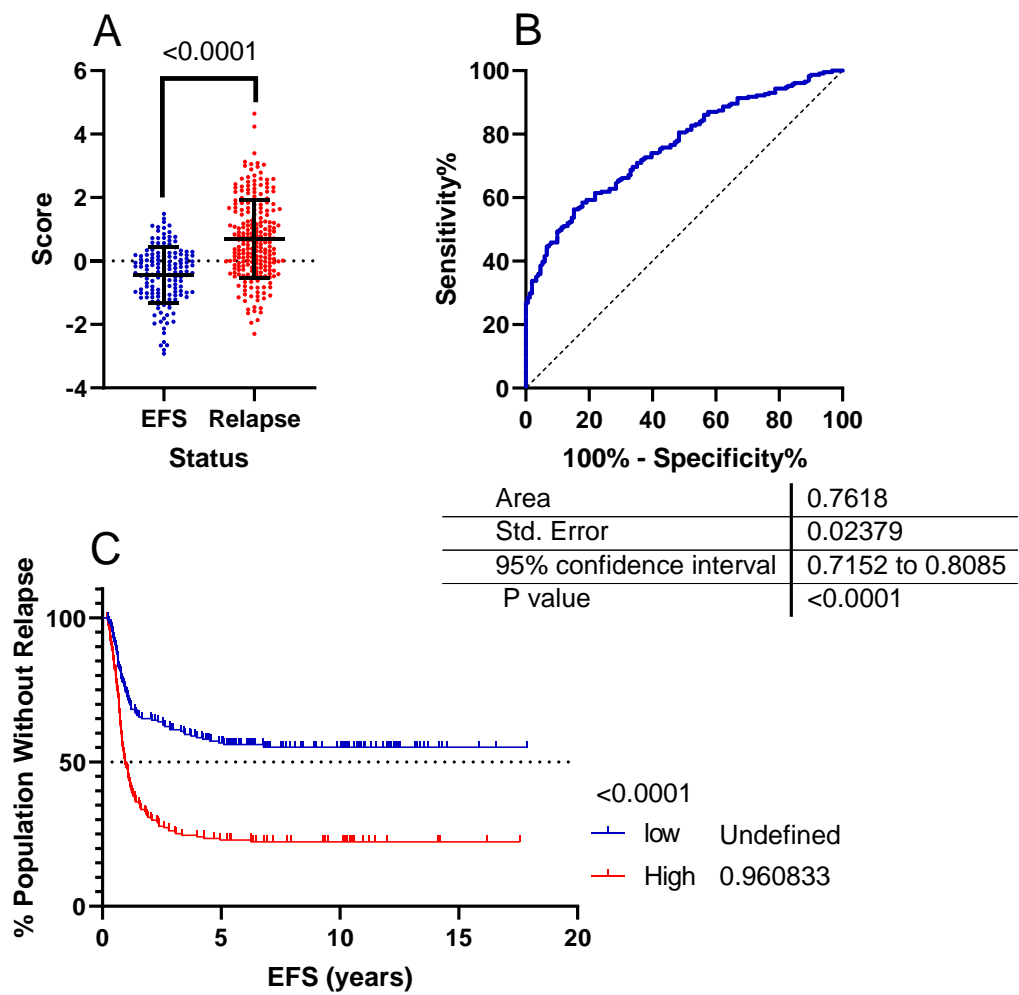 A
<0.0001
6
4
2
0
-2
-4
Score
EFS Relapse
Status
B
100
80
60
40
20
0
Sensitivity%
0 20 40 60 80 100
100% - Specificity%
Area 0.7618
Std. Error 0.02379
95% confidence interval 0.7152 to 0.8085
P value <0.0001
C
100
50
0
% Population Without Relapse
0 5 10 15 20
EFS (years)
<0.0001
low Undefined
High 0.960833